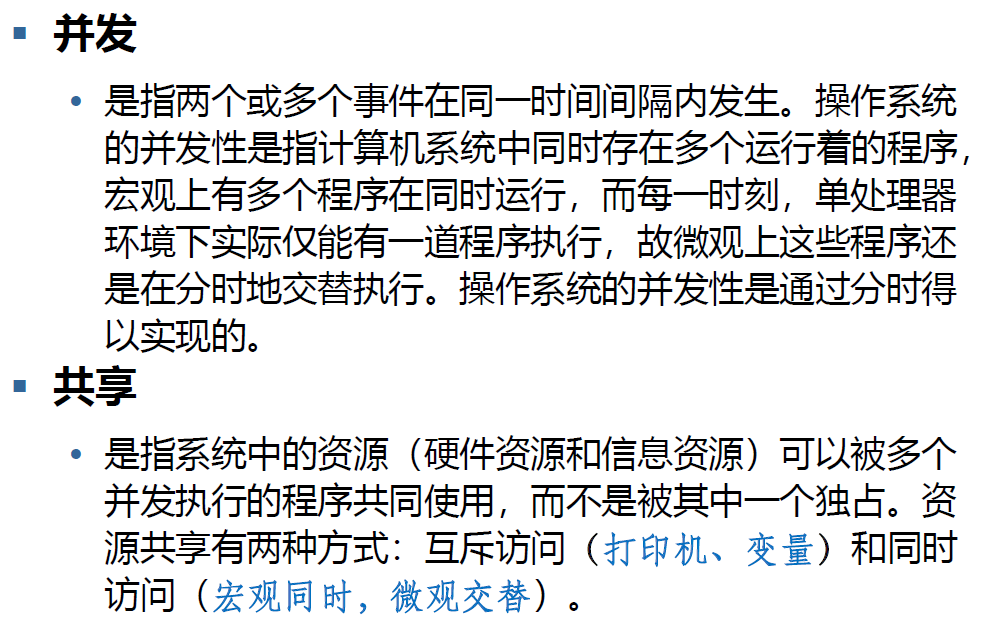 并发
是指两个或多个事件在同一时间间隔内发生。操作系统
的并发性是指计算机系统中同时存在多个运行着的程序，
宏观上有多个程序在同时运行，而每一时刻，单处理器
环境下实际仅能有一道程序执行，故微观上这些程序还
是在分时地交替执行。操作系统的并发性是通过分时得
以实现的。
共享
是指系统中的资源（硬件资源和信息资源）可以被多个
并发执行的程序共同使用，而不是被其中一个独占。资
源共享有两种方式：互斥访问（打印机、变量）和同时
访问（宏观同时，微观交替）。